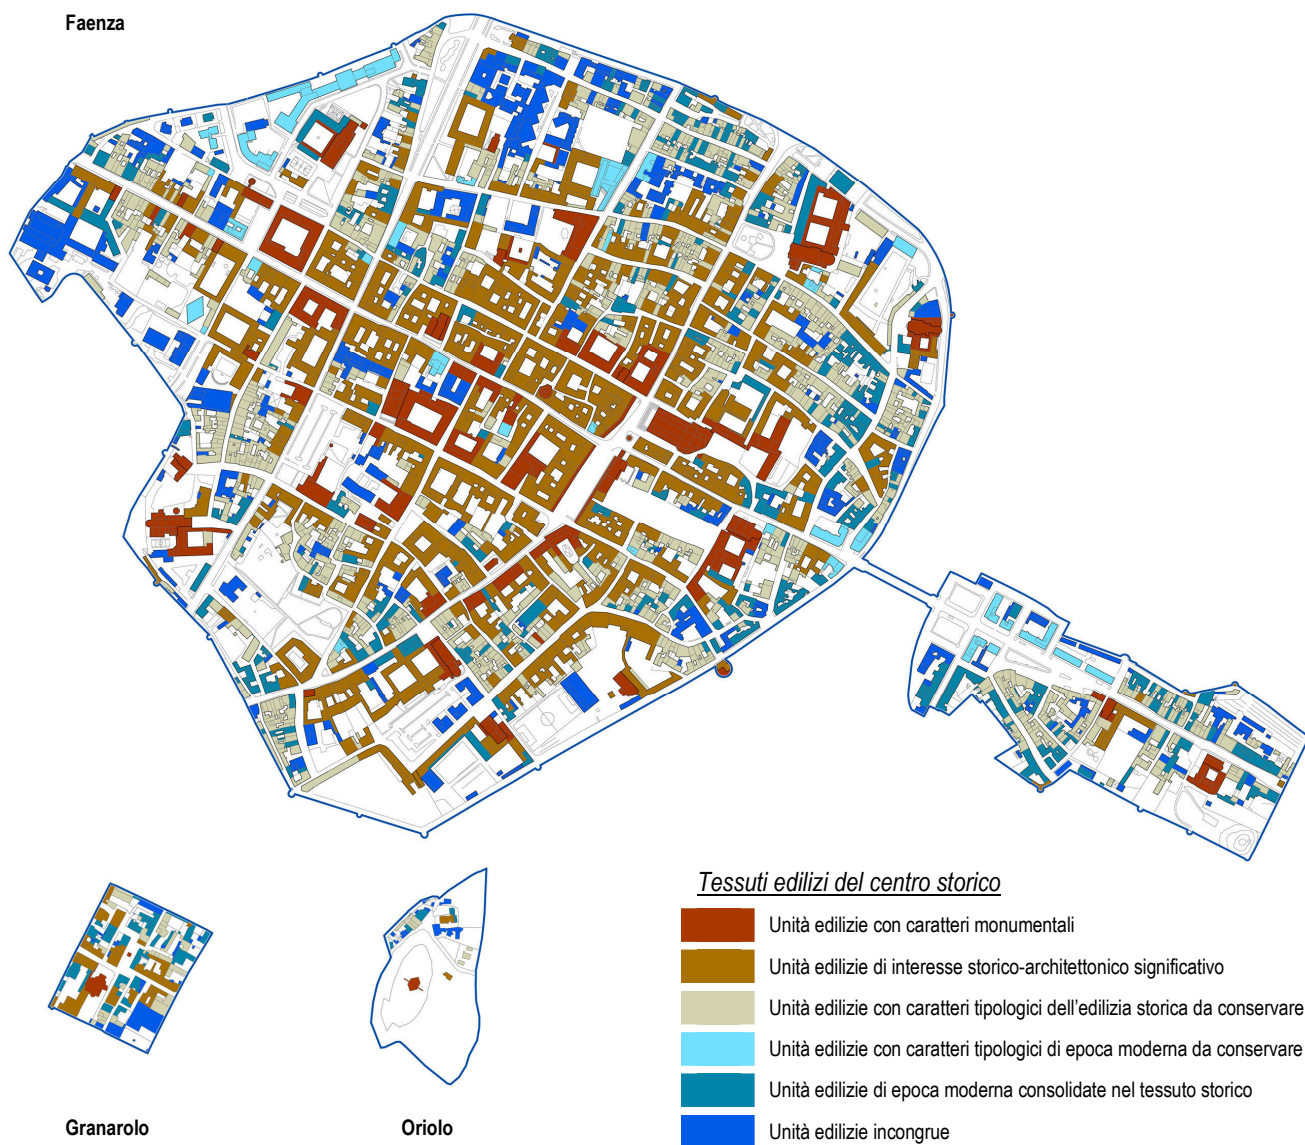 Faenza
Tessuti edilizi del centro storico
Unità edilizie con caratteri monumentali
Unità edilizie di interesse storico-architettonico significativo
Unità edilizie con caratteri tipologici dell'edilizia storica da conservare
Unità edilizie con caratteri tipologici di epoca moderna da conservare
Unità edilizie di epoca moderna consolidate nel tessuto storico
Unità edilizie incongrue
Granarolo
Oriolo